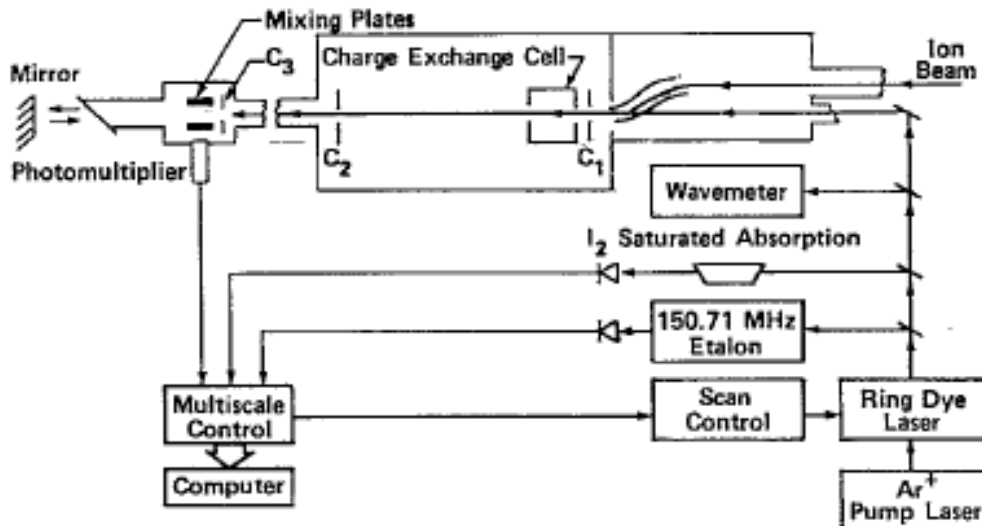 Mixing Plates
C3
Charge Exchange Cell
Ion
Beam
Mirror
Photomultiplier
C2
C1
Wavemeter
I2 Saturated Absorption
150.71 MHz
Etalon
Multiscale
Control
Scan
Control
Ring Dye
Laser
Computer
Ar+
Pump Laser